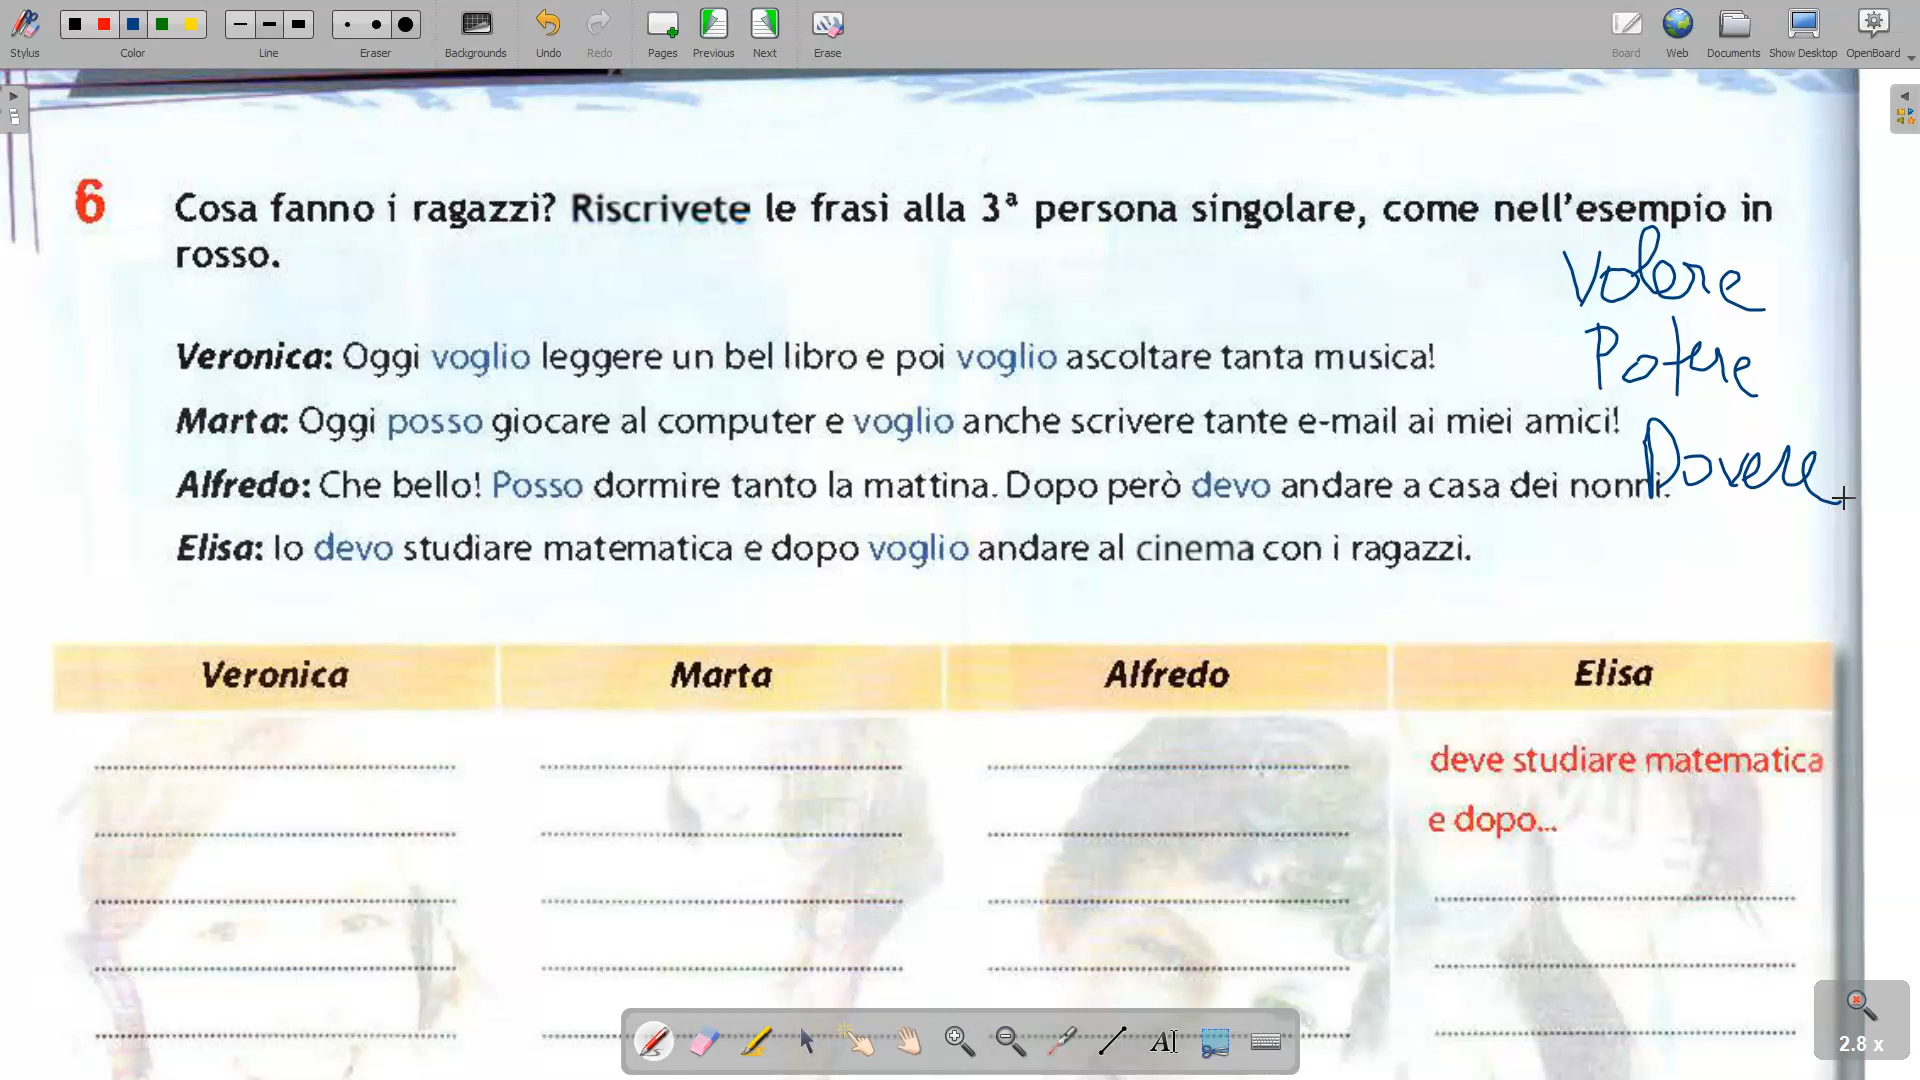 Stylus Color Line Eraser Backgrounds Undo Redo Pages Previous Next Erase Board Web Documents Show Desktop OpenBoard
6 Cosa fanno i ragazzi? Riscrivete le frasi alla 3ª persona singolare, come nell'esempio in
rosso.
Volere
Potere
Dovere
Veronica: Oggi voglio leggere un bel libro e poi voglio ascoltare tanta musica!
Marta: Oggi posso giocare al computer e voglio anche scrivere tante e-mail ai miei amici!
Alfredo: Che bello! Posso dormire tanto la mattina. Dopo però devo andare a casa dei nonni.
Elisa: Io devo studiare matematica e dopo voglio andare al cinema con i ragazzi.
Veronica Marta Alfredo Elisa
deve studiare matematica
e dopo...
AI
2.8 x